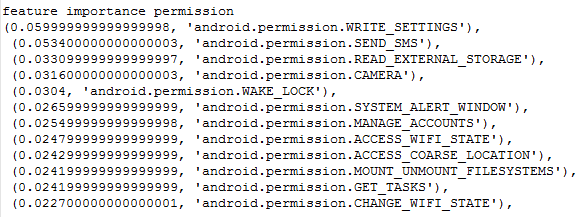 feature importance permission
(0.059999999999999998, 'android.permission.WRITE_SETTINGS'),
(0.053400000000000003, 'android.permission.SEND_SMS'),
(0.033099999999999997, 'android.permission.READ_EXTERNAL_STORAGE'),
(0.031600000000000003, 'android.permission.CAMERA'),
(0.0304, 'android.permission.WAKE_LOCK'),
(0.026599999999999999, 'android.permission.SYSTEM_ALERT_WINDOW'),
(0.025499999999999998, 'android.permission.MANAGE_ACCOUNTS'),
(0.024799999999999999, 'android.permission.ACCESS_WIFI_STATE'),
(0.024299999999999999, 'android.permission.ACCESS_COARSE_LOCATION'),
(0.024199999999999999, 'android.permission.MOUNT_UNMOUNT_FILESYSTEMS'),
(0.024199999999999999, 'android.permission.GET_TASKS'),
(0.022700000000000001, 'android.permission.CHANGE_WIFI_STATE'),